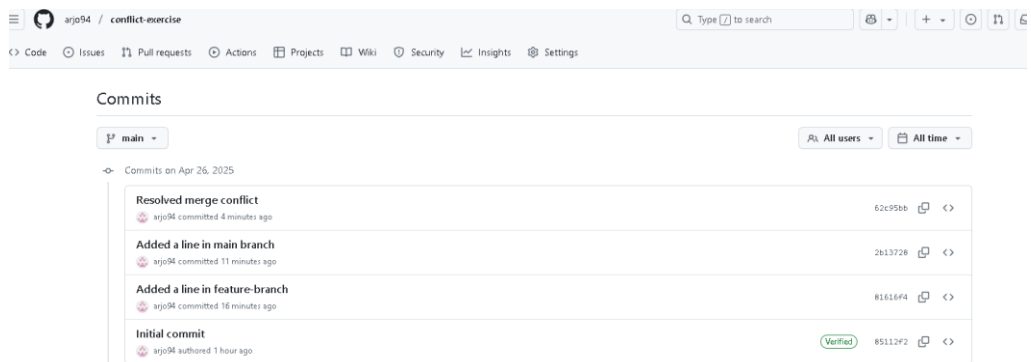 arjo94 / conflict-exercise
Type / to search
Code Issues Pull requests Actions Projects Wiki Security Insights Settings
Commits
main
All users All time
Commits on Apr 26, 2025
Resolved merge conflict
arjo94 committed 4 minutes ago
62c95bb
Added a line in main branch
arjo94 committed 11 minutes ago
2b13728
Added a line in feature-branch
arjo94 committed 16 minutes ago
81616f4
Initial commit
arjo94 authored 1 hour ago
Verified 85112f2